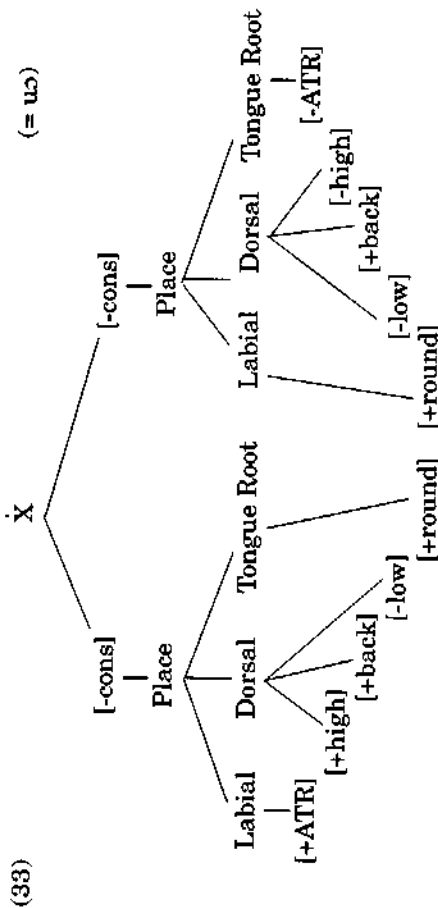 (33) (= uɔ)
Ẋ
[-cons] [-cons]
Place Place
Labial Dorsal Tongue Root Labial Dorsal Tongue Root
[+ATR] [+high] [+back] [-low] [+round] [+round] [-low] [+back] [-high] [-ATR]